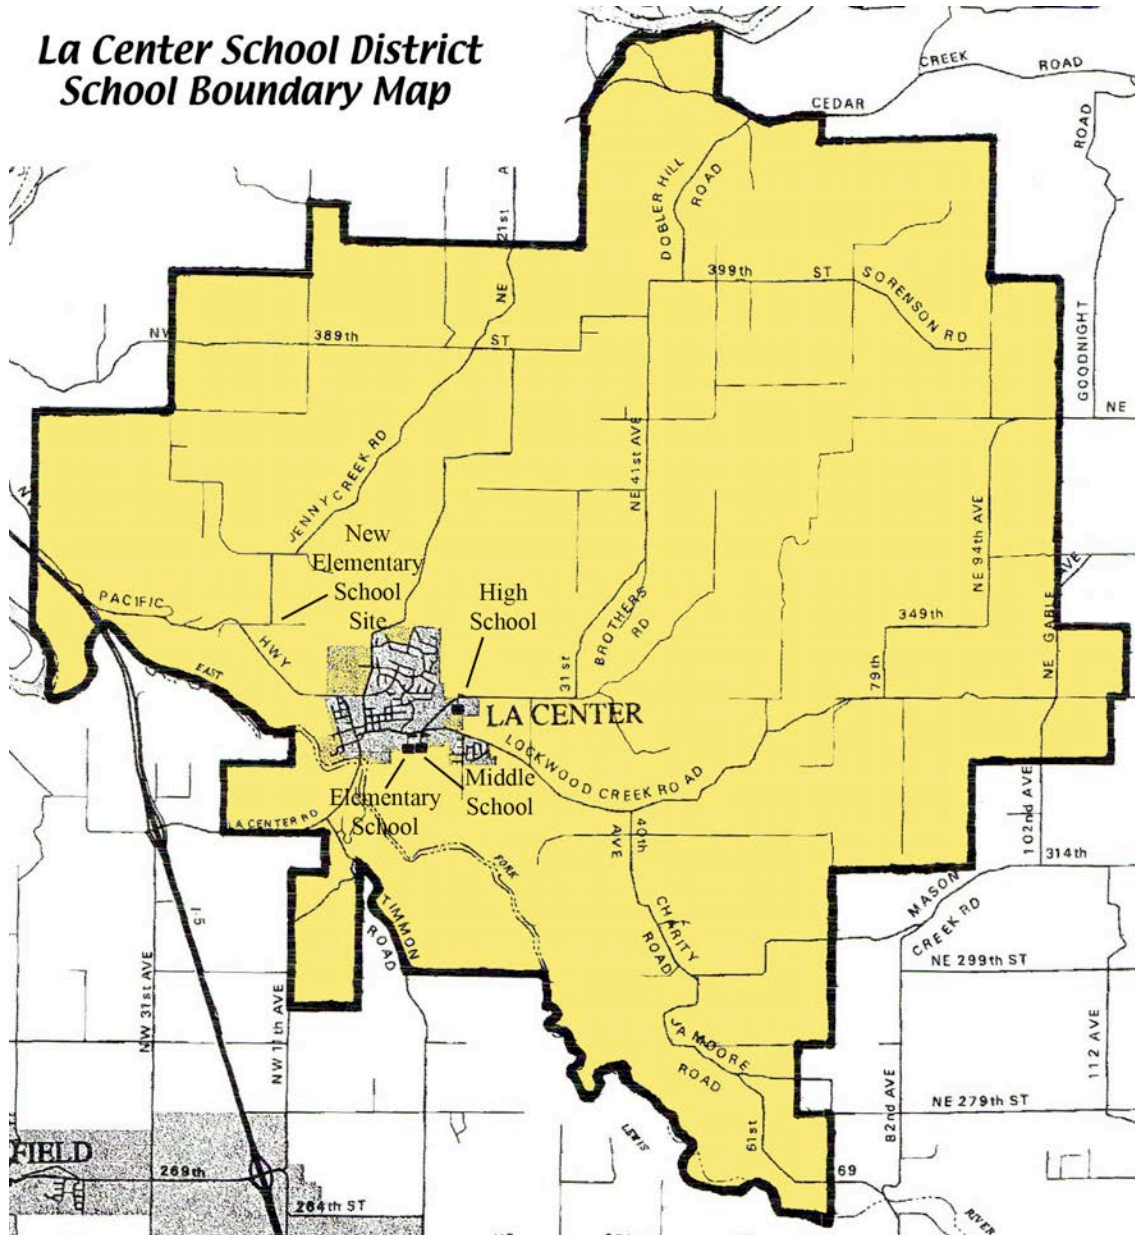 La Center School District
School Boundary Map
CREEK
ROAD
CEDAR
ROAD
DOBLER HILL
ROAD
NE 21st A
399th
ST
SORENSON RD
GOODNIGHT
389th
ST
NE
JENNY CREEK RD
NE 41st AVE
NE 94th AVE
New
Elementary
School
Site
High
School
PACIFIC
HWY
EAST
BROTHERS
RD
31st
349th
79th
NE GABLE
AVE
LA CENTER
LOCKWOOD CREEK ROAD
Middle
School
Elementary
School
LA CENTER RD
102nd AVE
40th
AVE
314th
FORK
MASON
CREEK RD
CHARITY
ROAD
TIMMON
ROAD
I-5
NE 299th ST
NW 31st AVE
NW 11th AVE
JA MOORE
ROAD
112 AVE
82nd AVE
NE 279th ST
LEWIS
61st
FIELD
269th
69
264th ST
RIVER